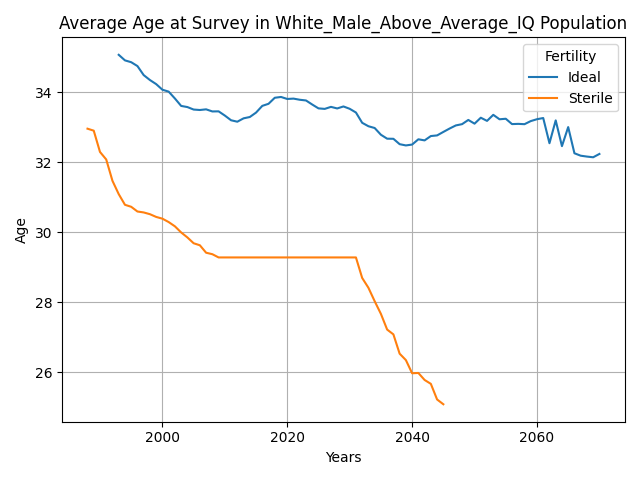 Average Age at Survey in White_Male_Above_Average_IQ Population
Fertility
Ideal
Sterile
Age
34
32
30
28
26
2000
2020
2040
2060
Years